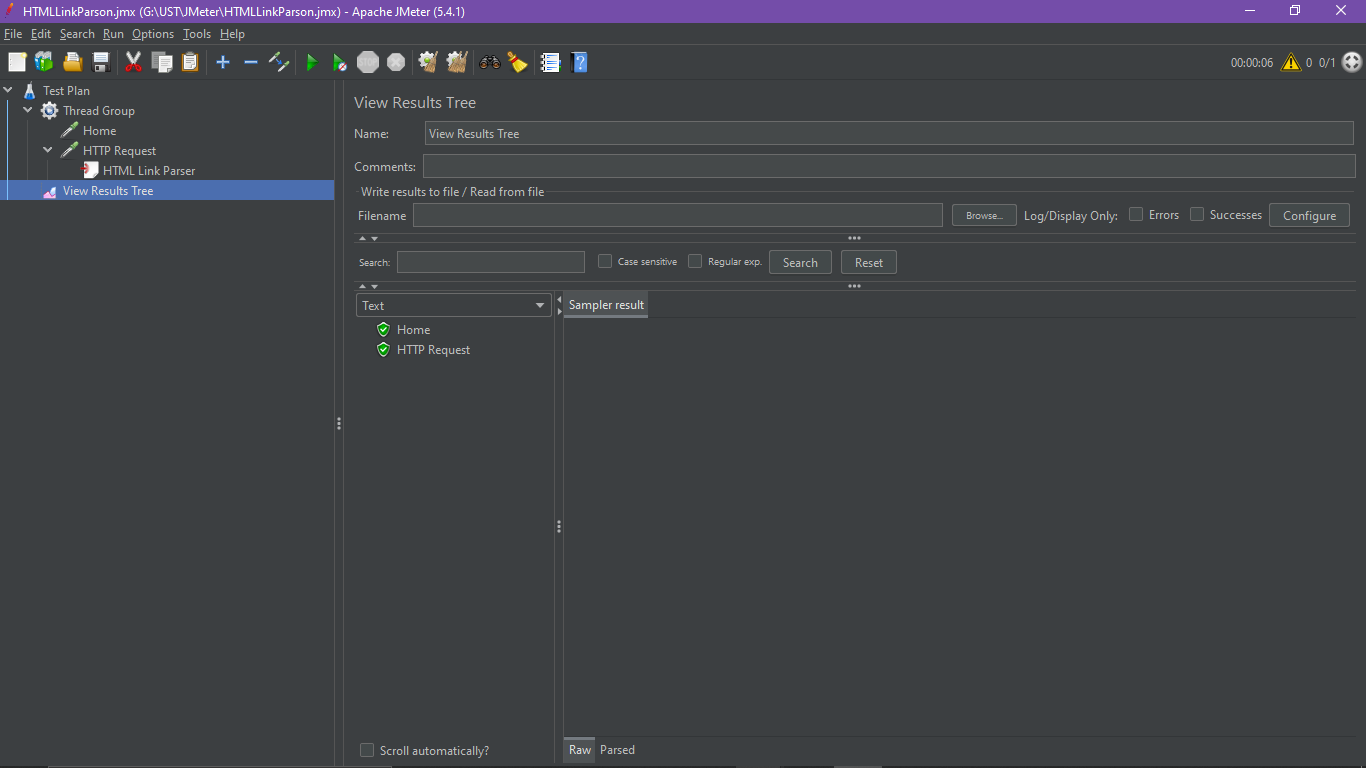 HTMLLinkParson.jmx (G:\UST\JMeter\HTMLLinkParson.jmx) - Apache JMeter (5.4.1)
File Edit Search Run Options Tools Help
STOP
00:00:06 0 0/1
Test Plan
Thread Group
Home
HTTP Request
HTML Link Parser
View Results Tree
View Results Tree
Name: View Results Tree
Comments:
Write results to file / Read from file
Filename Browse... Log/Display Only: Errors Successes Configure
Search: Case sensitive Regular exp. Search Reset
Text
Home
HTTP Request
Sampler result
Scroll automatically?
Raw Parsed